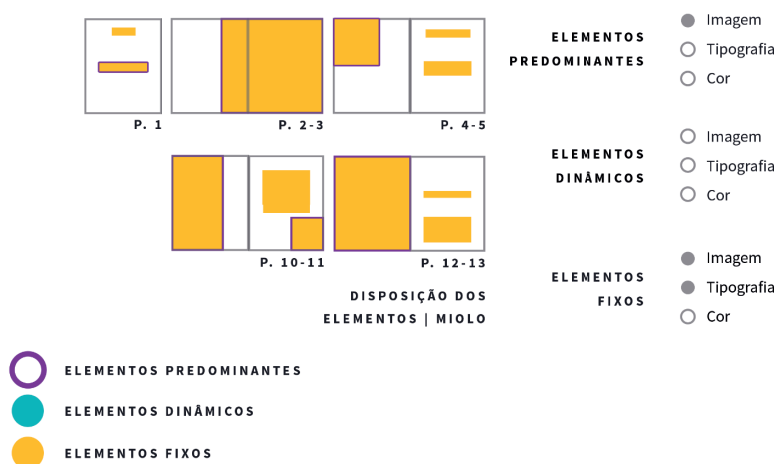 P. 1
P. 2-3
P. 4-5
P. 10-11
P. 12-13
DISPOSIÇÃO DOS
ELEMENTOS | MIOLO
ELEMENTOS
PREDOMINANTES
Imagem
Tipografia
Cor
ELEMENTOS
DINÂMICOS
Imagem
Tipografia
Cor
ELEMENTOS
FIXOS
Imagem
Tipografia
Cor
ELEMENTOS PREDOMINANTES
ELEMENTOS DINÂMICOS
ELEMENTOS FIXOS